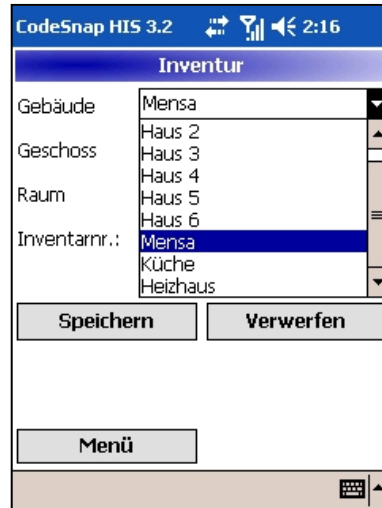 CodeSnap HIS 3.2 2:16
Inventur
Gebäude Mensa
Haus 2
Geschoss Haus 3
Haus 4
Raum Haus 5
Haus 6
Inventarnr.: Mensa
Küche
Heizhaus
Speichern Verwerfen
Menü